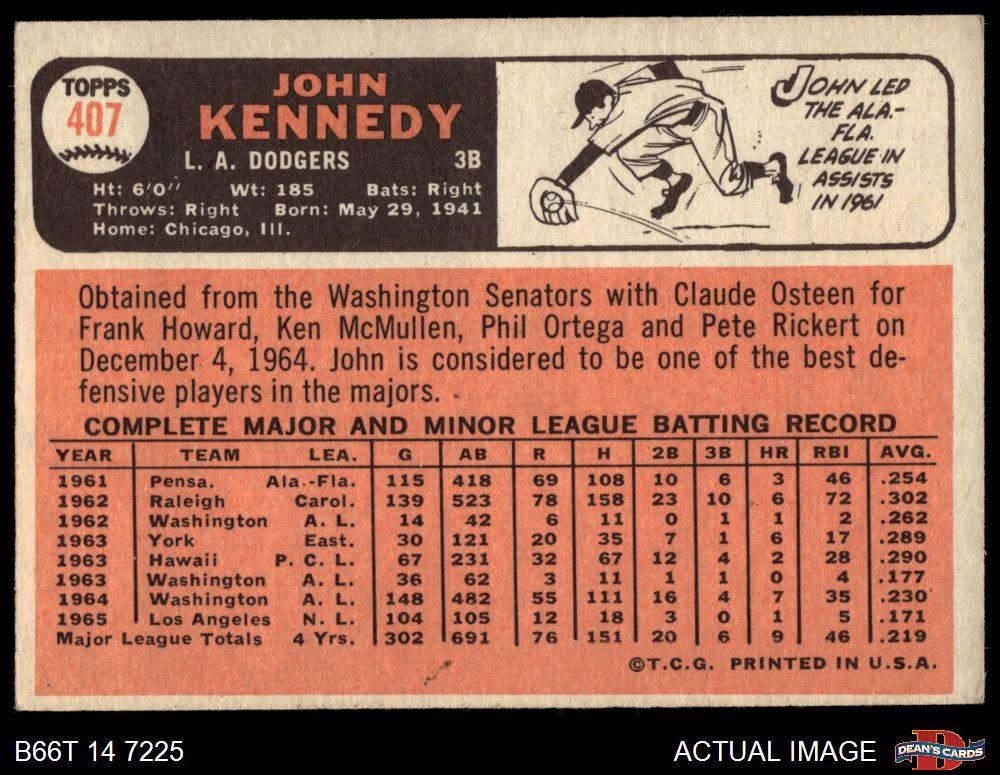 TOPPS
407
JOHN
KENNEDY
L. A. DODGERS 3B
Ht: 6'0" Wt: 185 Bats: Right
Throws: Right Born: May 29, 1941
Home: Chicago, Ill.
JOHN LED
THE ALA.-
FLA.
LEAGUE IN
ASSISTS
IN 1961
Obtained from the Washington Senators with Claude Osteen for
Frank Howard, Ken McMullen, Phil Ortega and Pete Rickert on
December 4, 1964. John is considered to be one of the best de-
fensive players in the majors.
COMPLETE MAJOR AND MINOR LEAGUE BATTING RECORD
YEAR TEAM LEA. G AB R H 2B 3B HR RBI AVG.
1961 Pensa. Ala.-Fla. 115 418 69 108 10 6 3 46 .254
1962 Raleigh Carol. 139 523 78 158 23 10 6 72 .302
1962 Washington A. L. 14 42 6 11 0 1 1 2 .262
1963 York East. 30 121 20 35 7 1 6 17 .289
1963 Hawaii P. C. L. 67 231 32 67 12 4 2 28 .290
1963 Washington A. L. 36 62 3 11 1 1 0 4 .177
1964 Washington A. L. 148 482 55 111 16 4 7 35 .230
1965 Los Angeles N. L. 104 105 12 18 3 0 1 5 .171
Major League Totals 4 Yrs. 302 691 76 151 20 6 9 46 .219
©T.C.G. PRINTED IN U.S.A.
B66T 14 7225
ACTUAL IMAGE
DEAN'S CARDS